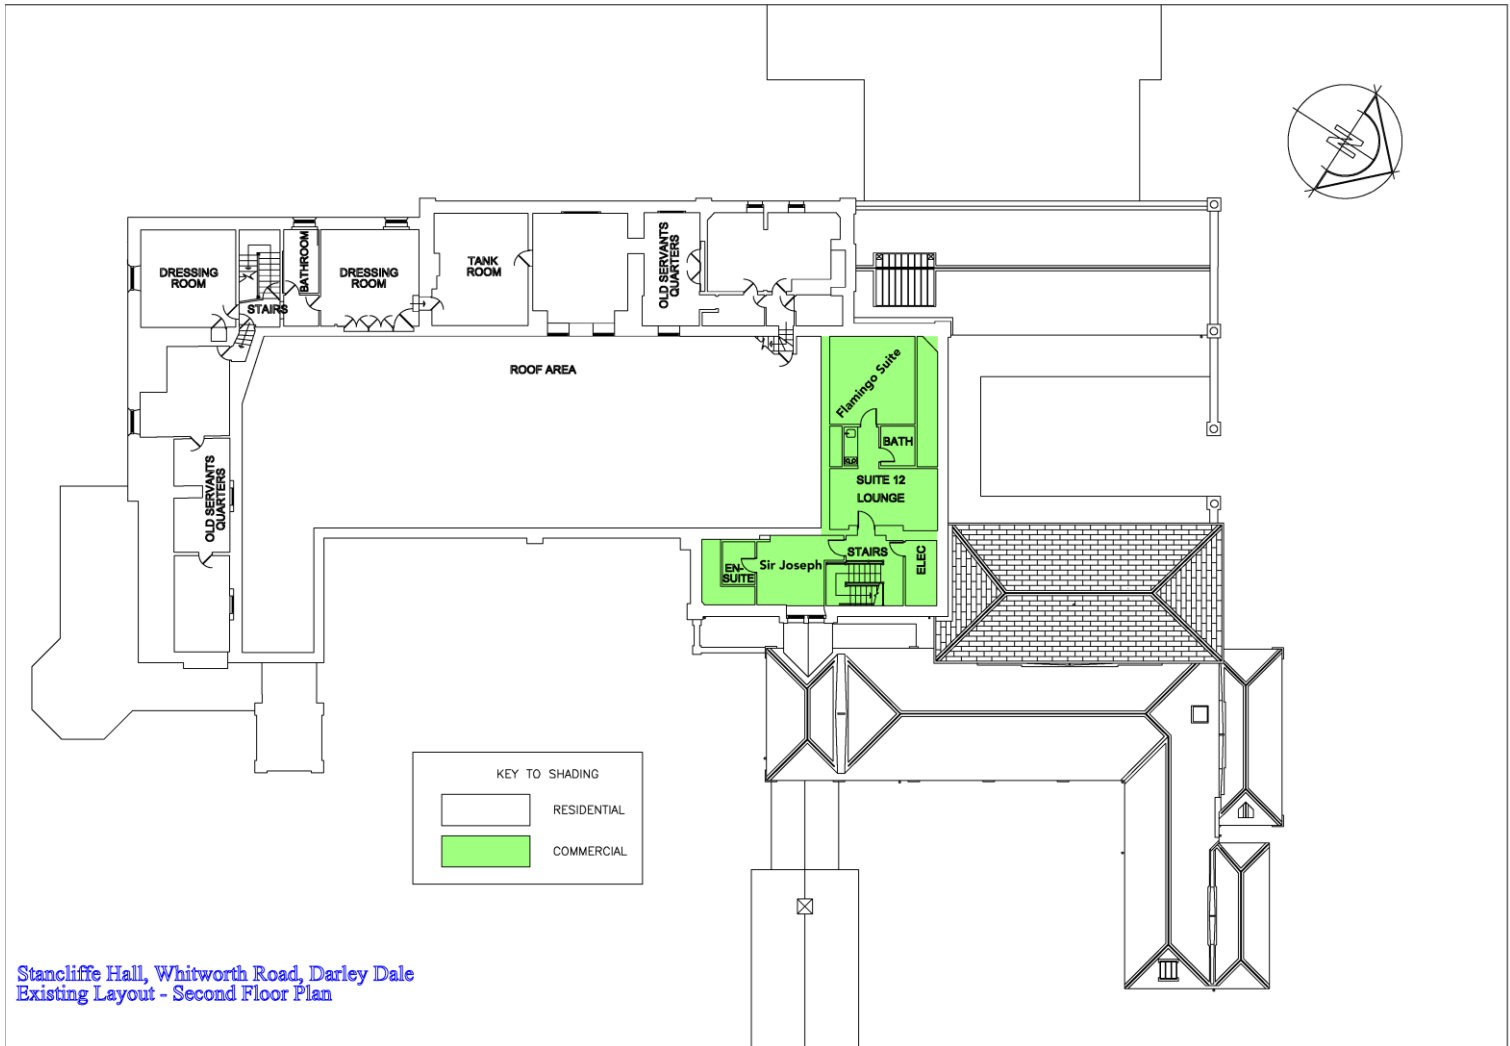 N
DRESSING
ROOM
STAIRS
BATHROOM
DRESSING
ROOM
TANK
ROOM
OLD SERVANTS
QUARTERS
ROOF AREA
Flamingo Suite
BATH
SUITE 12
LOUNGE
OLD SERVANTS
QUARTERS
EN-
SUITE
Sir Joseph
STAIRS
ELEC
KEY TO SHADING
RESIDENTIAL
COMMERCIAL
Stancliffe Hall, Whitworth Road, Darley Dale
Existing Layout - Second Floor Plan